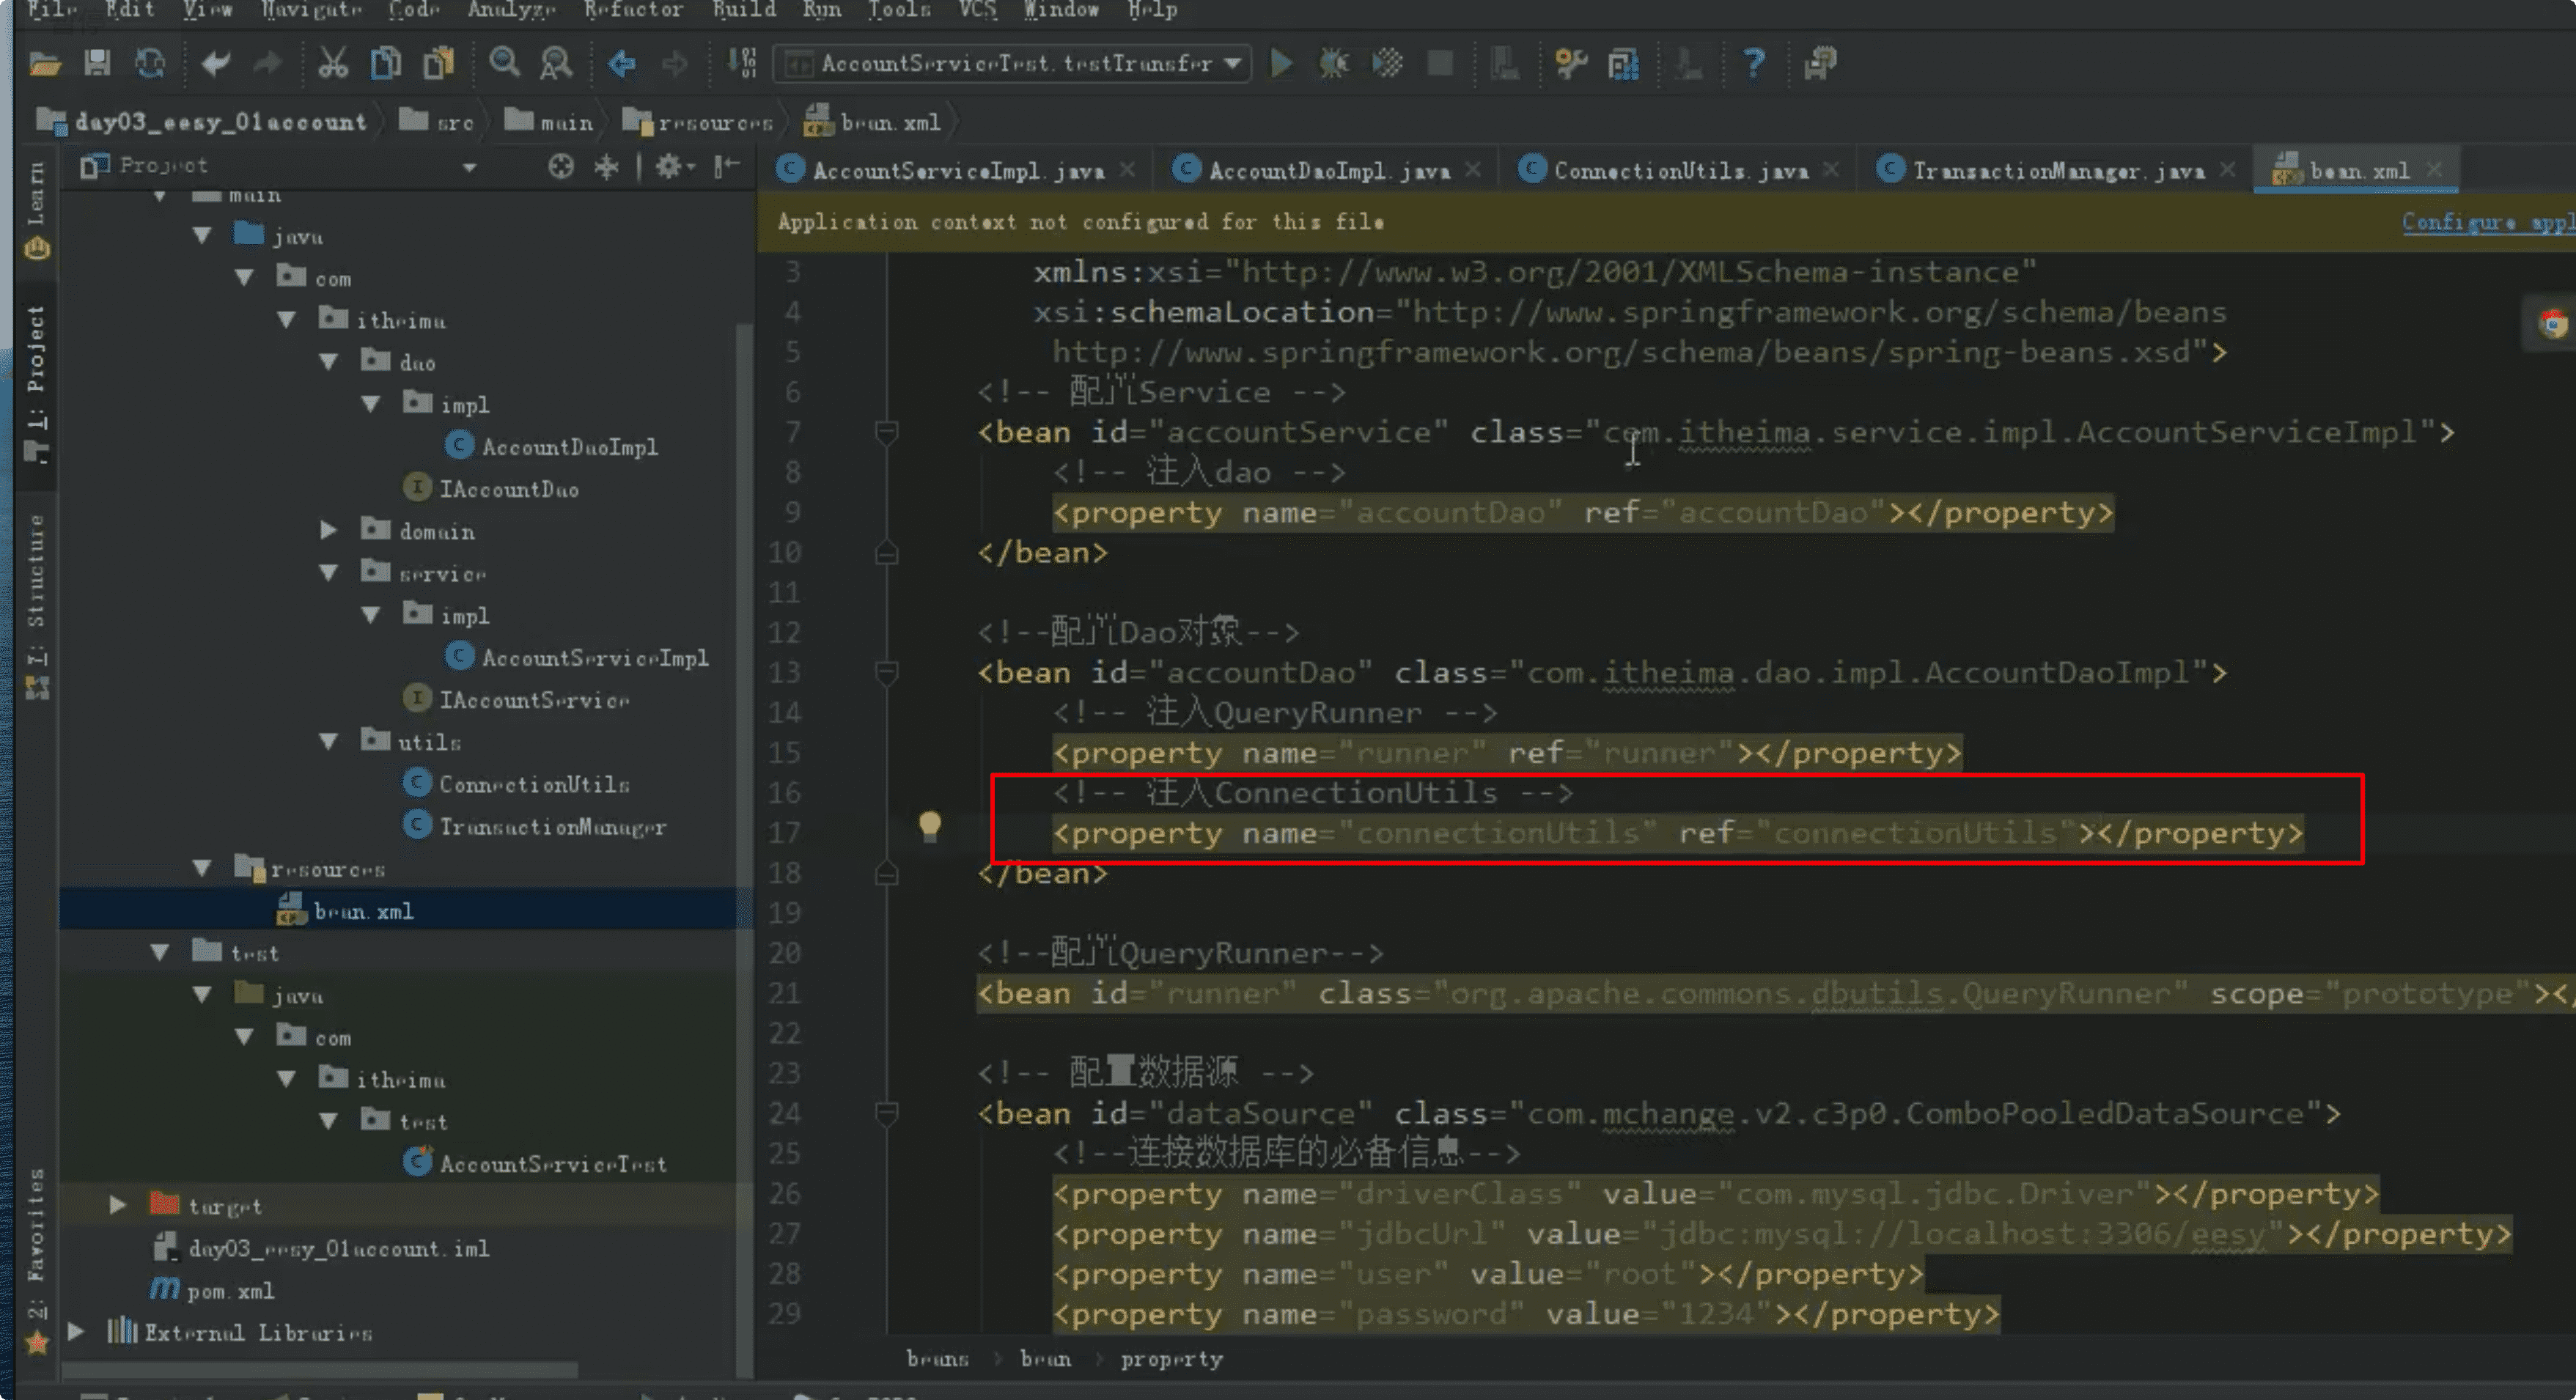 File Edit View Navigate Code Analyze Refactor Build Run Tools VCS Window Help
AccountServiceTest.testTransfer
day03_eesy_01account src main resources bean.xml
Learn
1: Project
7: Structure
2: Favorites
Project
main
java
com
itheima
dao
impl
AccountDaoImpl
IAccountDao
domain
service
impl
AccountServiceImpl
IAccountService
utils
ConnectionUtils
TransactionManager
resources
bean.xml
test
java
com
itheima
test
AccountServiceTest
target
day03_eesy_01account.iml
pom.xml
External Libraries
AccountServiceImpl.java AccountDaoImpl.java ConnectionUtils.java TransactionManager.java bean.xml
Application context not configured for this file Configure appl
3 xmlns:xsi="http://www.w3.org/2001/XMLSchema-instance"
4 xsi:schemaLocation="http://www.springframework.org/schema/beans
5 http://www.springframework.org/schema/beans/spring-beans.xsd">
6 <!-- 配置Service -->
7 <bean id="accountService" class="com.itheima.service.impl.AccountServiceImpl">
8 <!-- 注入dao -->
9 <property name="accountDao" ref="accountDao"></property>
10 </bean>
11
12 <!--配置Dao对象-->
13 <bean id="accountDao" class="com.itheima.dao.impl.AccountDaoImpl">
14 <!-- 注入QueryRunner -->
15 <property name="runner" ref="runner"></property>
16 <!-- 注入ConnectionUtils -->
17 <property name="connectionUtils" ref="connectionUtils"></property>
18 </bean>
19
20 <!--配置QueryRunner-->
21 <bean id="runner" class="org.apache.commons.dbutils.QueryRunner" scope="prototype"></
22
23 <!-- 配置数据源 -->
24 <bean id="dataSource" class="com.mchange.v2.c3p0.ComboPooledDataSource">
25 <!--连接数据库的必备信息-->
26 <property name="driverClass" value="com.mysql.jdbc.Driver"></property>
27 <property name="jdbcUrl" value="jdbc:mysql://localhost:3306/eesy"></property>
28 <property name="user" value="root"></property>
29 <property name="password" value="1234"></property>
beans bean property